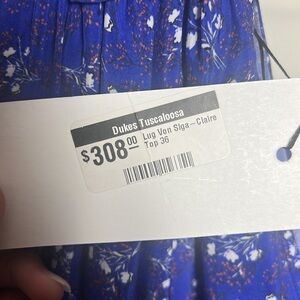 Dukes Tuscaloosa
$308.00 Lug Von Siga—Claire
Top 36